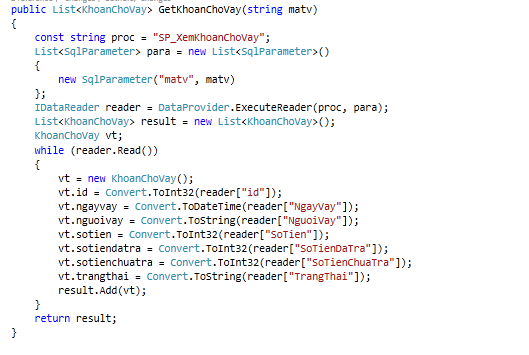 public List<KhoanChoVay> GetKhoanChoVay(string matv)
{
    const string proc = "SP_XemKhoanChoVay";
    List<SqlParameter> para = new List<SqlParameter>()
    {
        new SqlParameter("matv", matv)
    };
    IDataReader reader = DataProvider.ExecuteReader(proc, para);
    List<KhoanChoVay> result = new List<KhoanChoVay>();
    KhoanChoVay vt;
    while (reader.Read())
    {
        vt = new KhoanChoVay();
        vt.id = Convert.ToInt32(reader["id"]);
        vt.ngayvay = Convert.ToDateTime(reader["NgayVay"]);
        vt.nguoivay = Convert.ToString(reader["NguoiVay"]);
        vt.sotien = Convert.ToInt32(reader["SoTien"]);
        vt.sotiendatra = Convert.ToInt32(reader["SoTienDaTra"]);
        vt.sotienchuatra = Convert.ToInt32(reader["SoTienChuaTra"]);
        vt.trangthai = Convert.ToString(reader["TrangThai"]);
        result.Add(vt);
    }
    return result;
}